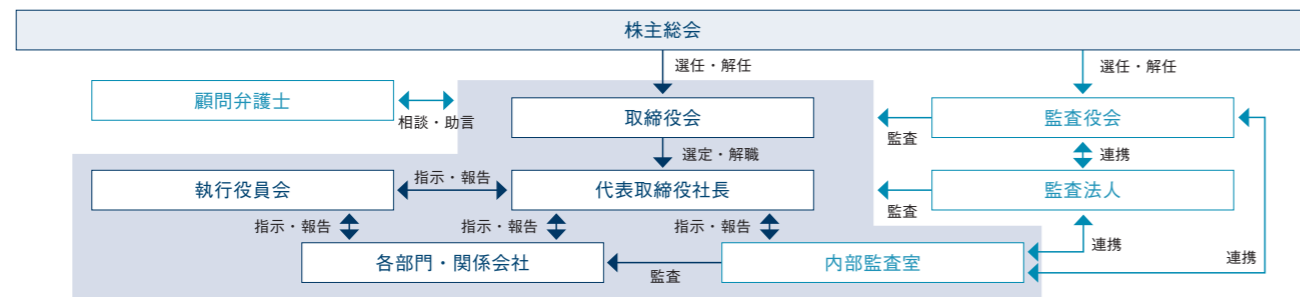 株主総会
選任・解任
選任・解任
顧問弁護士
相談・助言
取締役会
監査
監査役会
選定・解職
連携
執行役員会
指示・報告
代表取締役社長
監査
監査法人
指示・報告
指示・報告
指示・報告
連携
連携
各部門・関係会社
監査
内部監査室